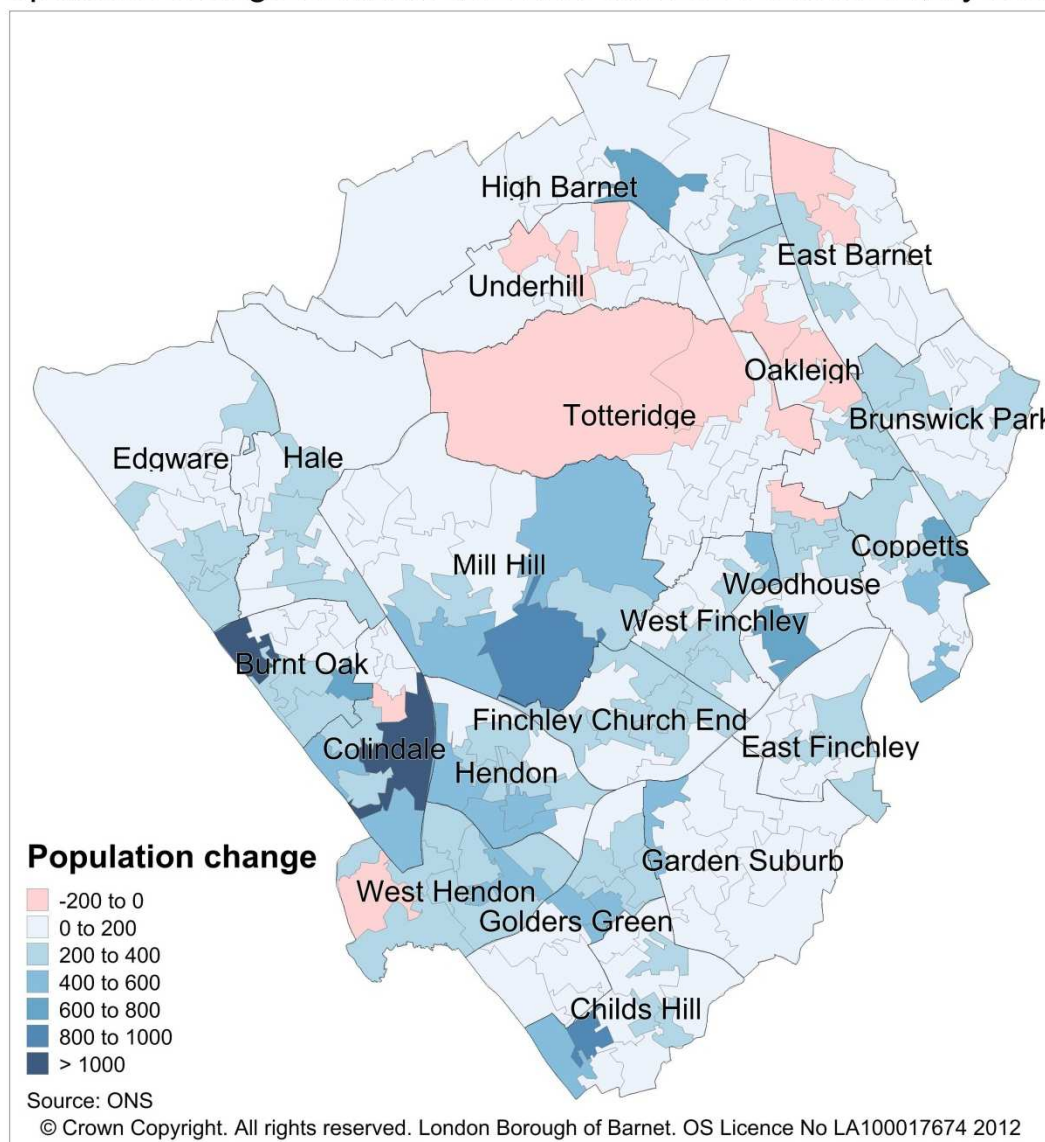 High Barnet
East Barnet
Underhill
Oakleigh
Totteridge
Brunswick Park
Edgware
Hale
Mill Hill
Coppetts
Woodhouse
West Finchley
Burnt Oak
Finchley Church End
Colindale
East Finchley
Hendon
Garden Suburb
West Hendon
Golders Green
Childs Hill
Population change
-200 to 0
0 to 200
200 to 400
400 to 600
600 to 800
800 to 1000
> 1000
Source: ONS
© Crown Copyright. All rights reserved. London Borough of Barnet. OS Licence No LA100017674 2012